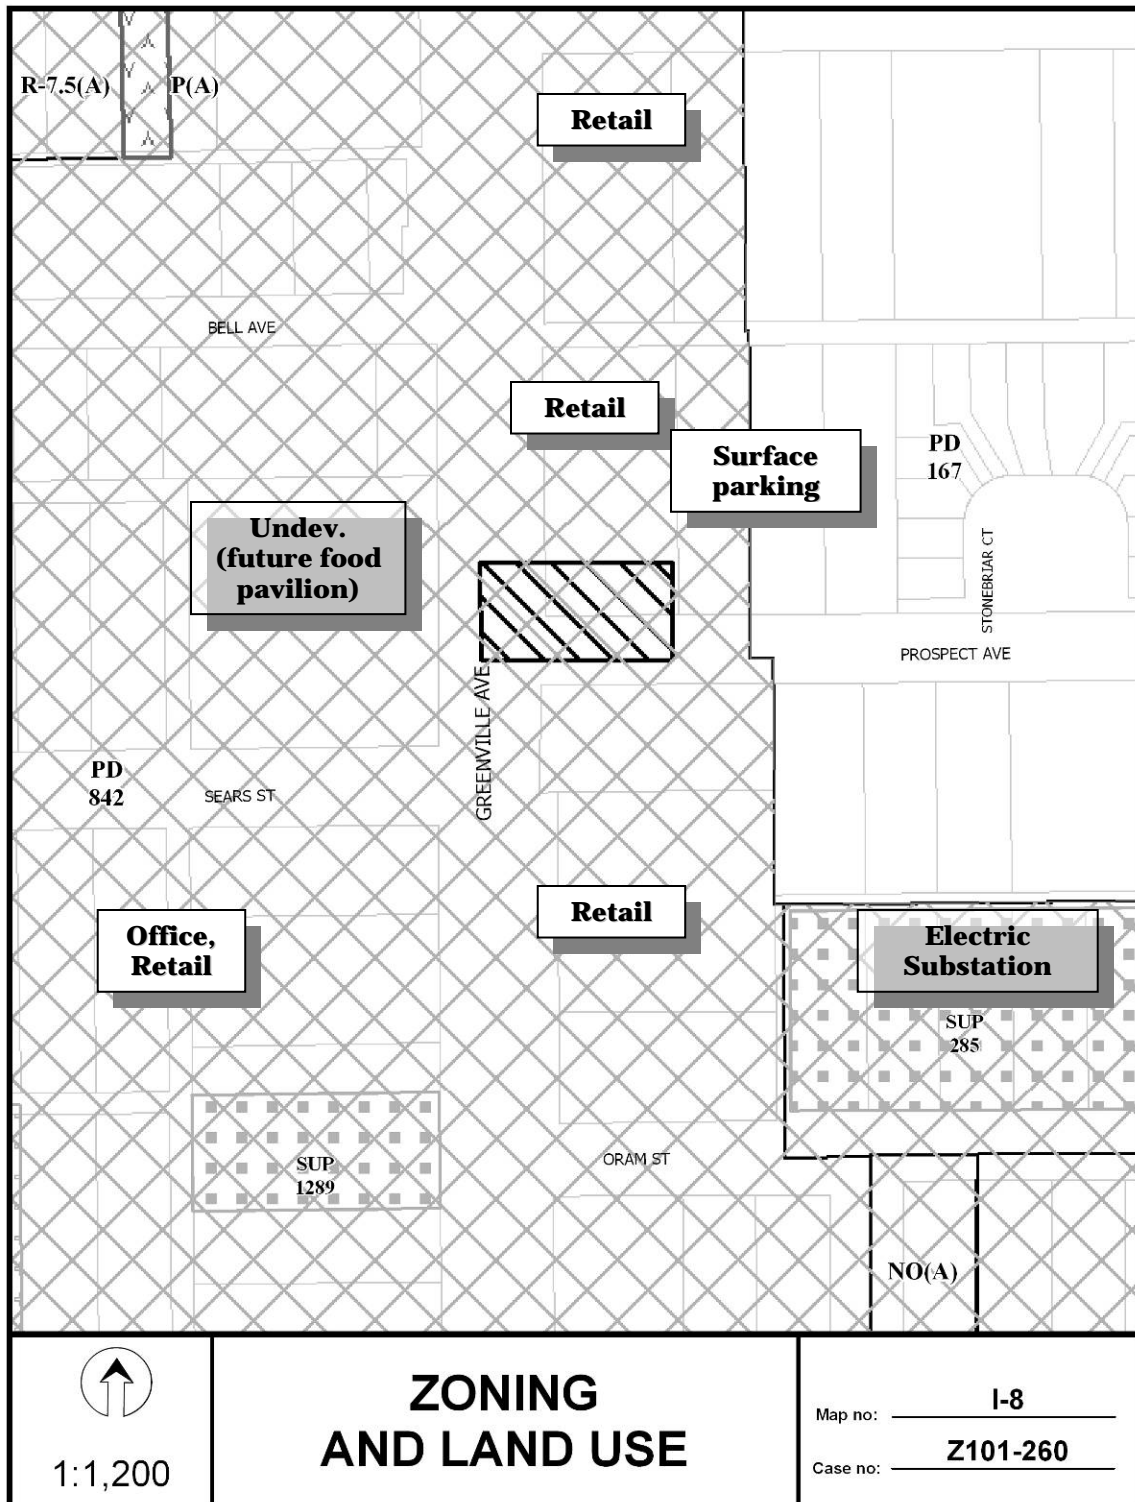 R-7.5(A)
P(A)
Retail
BELL AVE
Retail
Surface
parking
PD
167
Undev.
(future food
pavilion)
STONEBRIAR CT
PROSPECT AVE
GREENVILLE AVE
PD
842
SEARS ST
Office,
Retail
Retail
Electric
Substation
SUP
285
SUP
1289
ORAM ST
NO(A)
1:1,200
ZONING
AND LAND USE
Map no: I-8
Case no: Z101-260